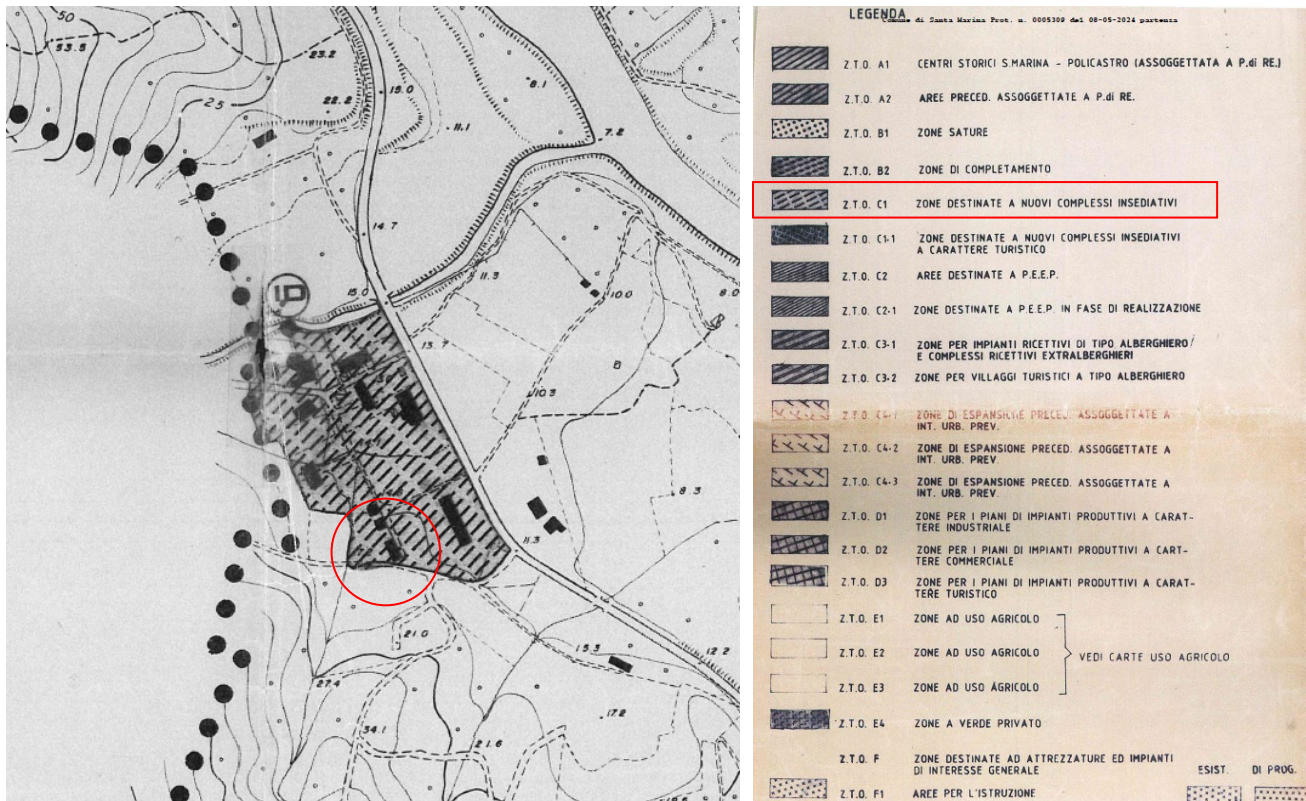 50
53.5
25
23.2
22.2
15.0
8.1
11.1
7.2
14.7
11.3
15.0
10.0
8.0
13.7
B
10.3
8.3
11.3
21.0
15.3
12.2
27.4
17.2
34.1
21.6
LEGENDA
Comune di Santa Marina Prot. n. 0005309 del 08-05-2024 partenza
Z.T.O. A1 CENTRI STORICI S.MARINA - POLICASTRO (ASSOGGETTATA A P.di RE.)
Z.T.O. A2 AREE PRECED. ASSOGGETTATE A P.di RE.
Z.T.O. B1 ZONE SATURE
Z.T.O. B2 ZONE DI COMPLETAMENTO
Z.T.O. C1 ZONE DESTINATE A NUOVI COMPLESSI INSEDIATIVI
Z.T.O. C1-1 ZONE DESTINATE A NUOVI COMPLESSI INSEDIATIVI
A CARATTERE TURISTICO
Z.T.O. C2 AREE DESTINATE A P.E.E.P.
Z.T.O. C2-1 ZONE DESTINATE A P.E.E.P. IN FASE DI REALIZZAZIONE
Z.T.O. C3-1 ZONE PER IMPIANTI RICETTIVI DI TIPO ALBERGHIERO
E COMPLESSI RICETTIVI EXTRALBERGHIERI
Z.T.O. C3-2 ZONE PER VILLAGGI TURISTICI A TIPO ALBERGHIERO
Z.T.O. C4-1 ZONE DI ESPANSIONE PRECED. ASSOGGETTATE A
INT. URB. PREV.
Z.T.O. C4-2 ZONE DI ESPANSIONE PRECED. ASSOGGETTATE A
INT. URB. PREV.
Z.T.O. C4-3 ZONE DI ESPANSIONE PRECED. ASSOGGETTATE A
INT. URB. PREV.
Z.T.O. D1 ZONE PER I PIANI DI IMPIANTI PRODUTTIVI A CARAT-
TERE INDUSTRIALE
Z.T.O. D2 ZONE PER I PIANI DI IMPIANTI PRODUTTIVI A CART-
TERE COMMERCIALE
Z.T.O. D3 ZONE PER I PIANI DI IMPIANTI PRODUTTIVI A CARAT-
TERE TURISTICO
Z.T.O. E1 ZONE AD USO AGRICOLO
Z.T.O. E2 ZONE AD USO AGRICOLO
VEDI CARTE USO AGRICOLO
Z.T.O. E3 ZONE AD USO AGRICOLO
Z.T.O. E4 ZONE A VERDE PRIVATO
Z.T.O. F ZONE DESTINATE AD ATTREZZATURE ED IMPIANTI
DI INTERESSE GENERALE
ESIST. DI PROG.
Z.T.O. F1 AREE PER L'ISTRUZIONE